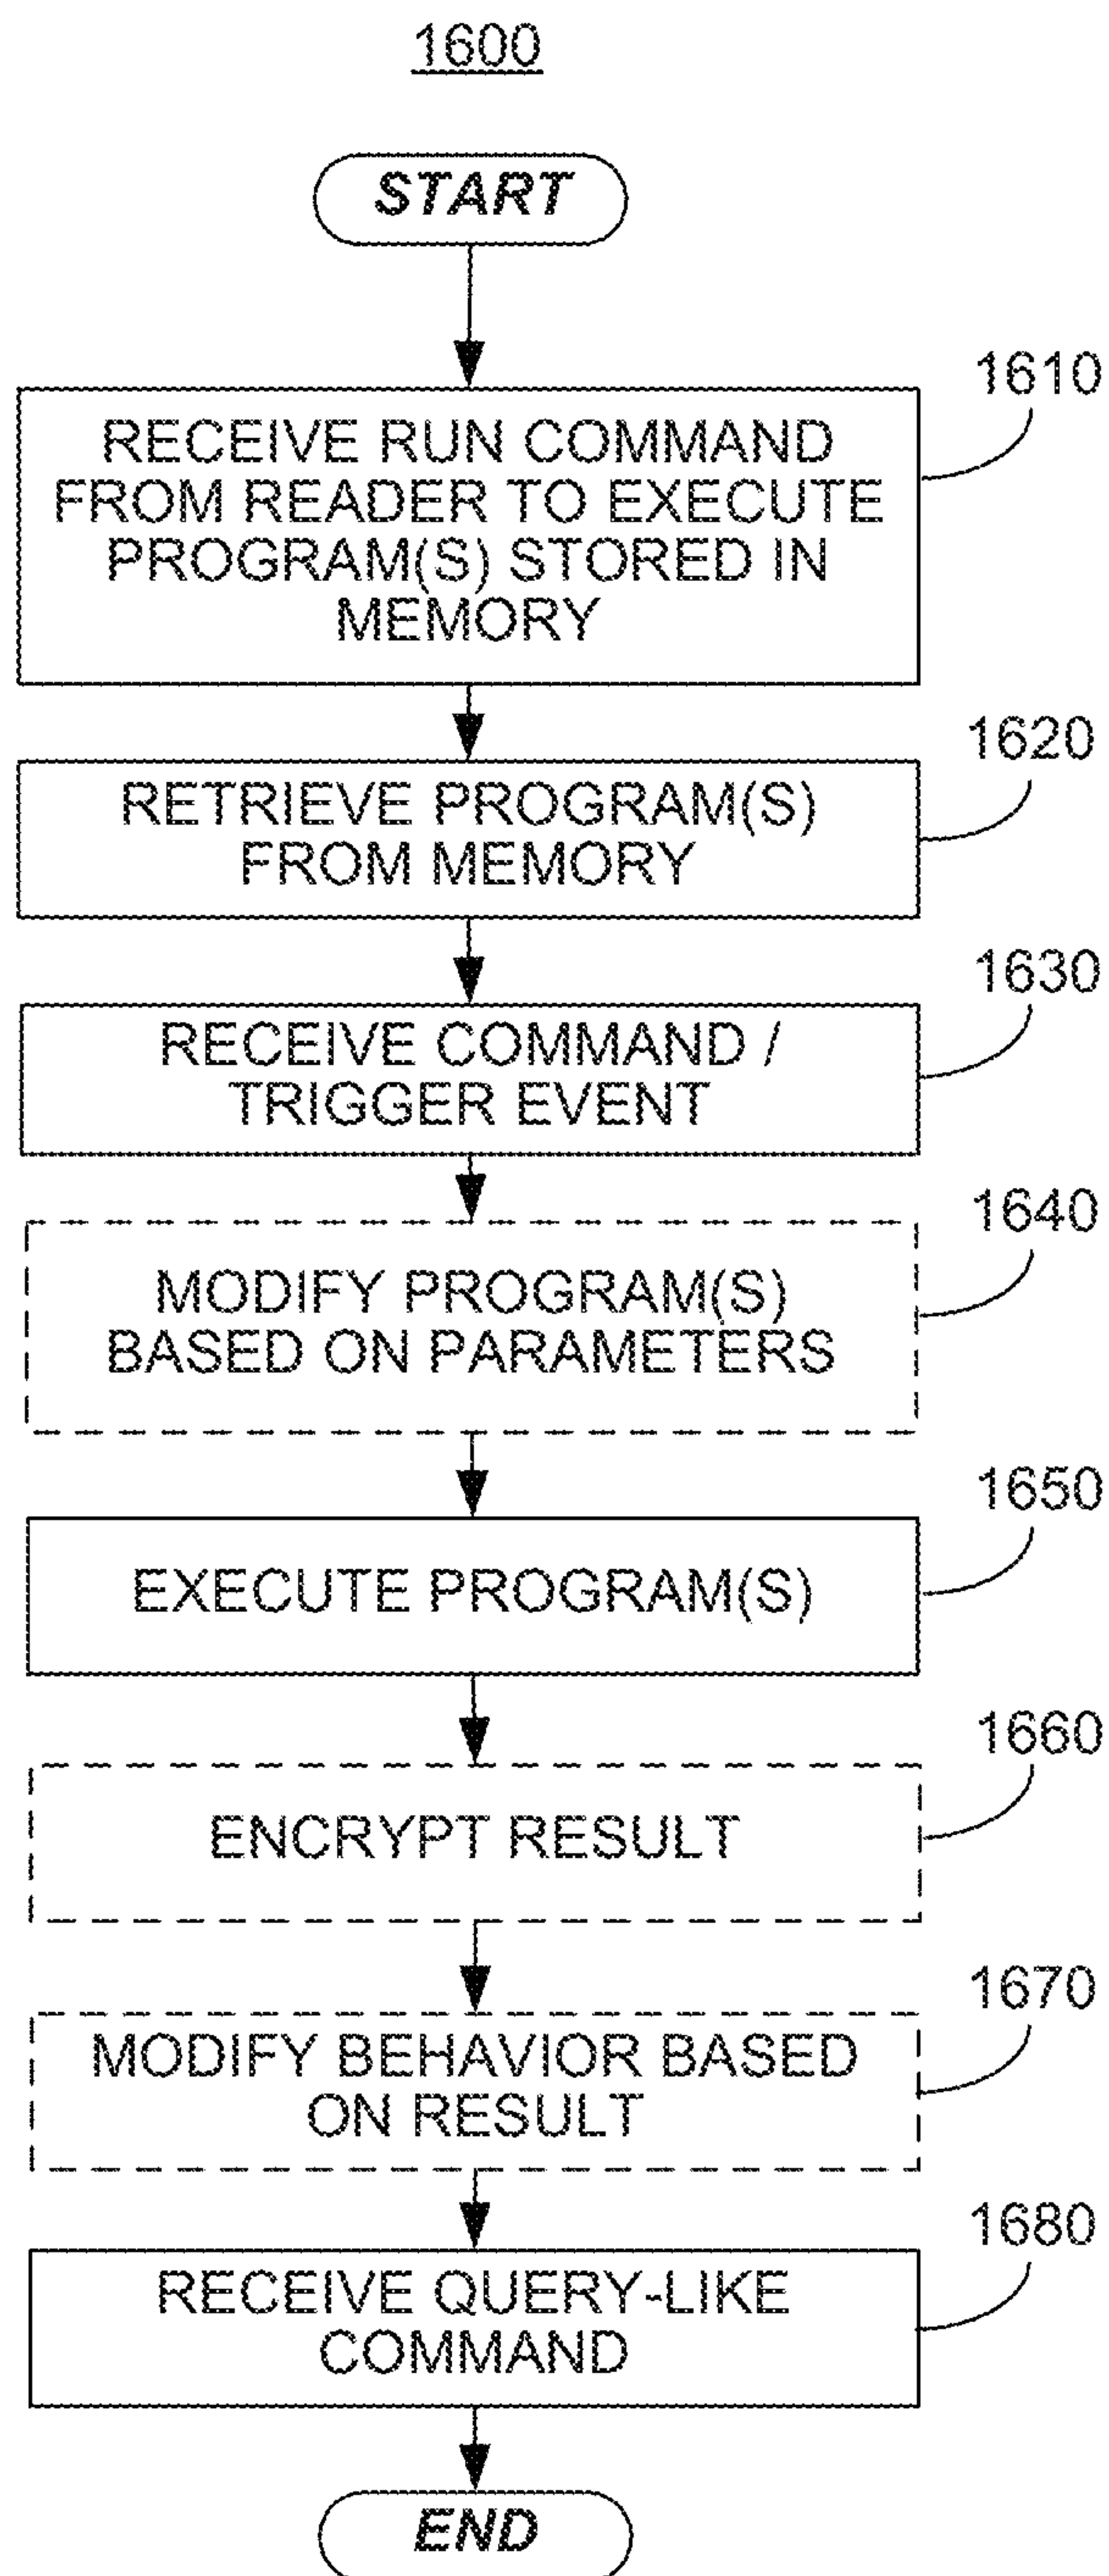 1600
START
1610
RECEIVE RUN COMMAND
FROM READER TO EXECUTE
PROGRAM(S) STORED IN
MEMORY
1620
RETRIEVE PROGRAM(S)
FROM MEMORY
1630
RECEIVE COMMAND /
TRIGGER EVENT
1640
MODIFY PROGRAM(S)
BASED ON PARAMETERS
1650
EXECUTE PROGRAM(S)
1660
ENCRYPT RESULT
1670
MODIFY BEHAVIOR BASED
ON RESULT
1680
RECEIVE QUERY-LIKE
COMMAND
END